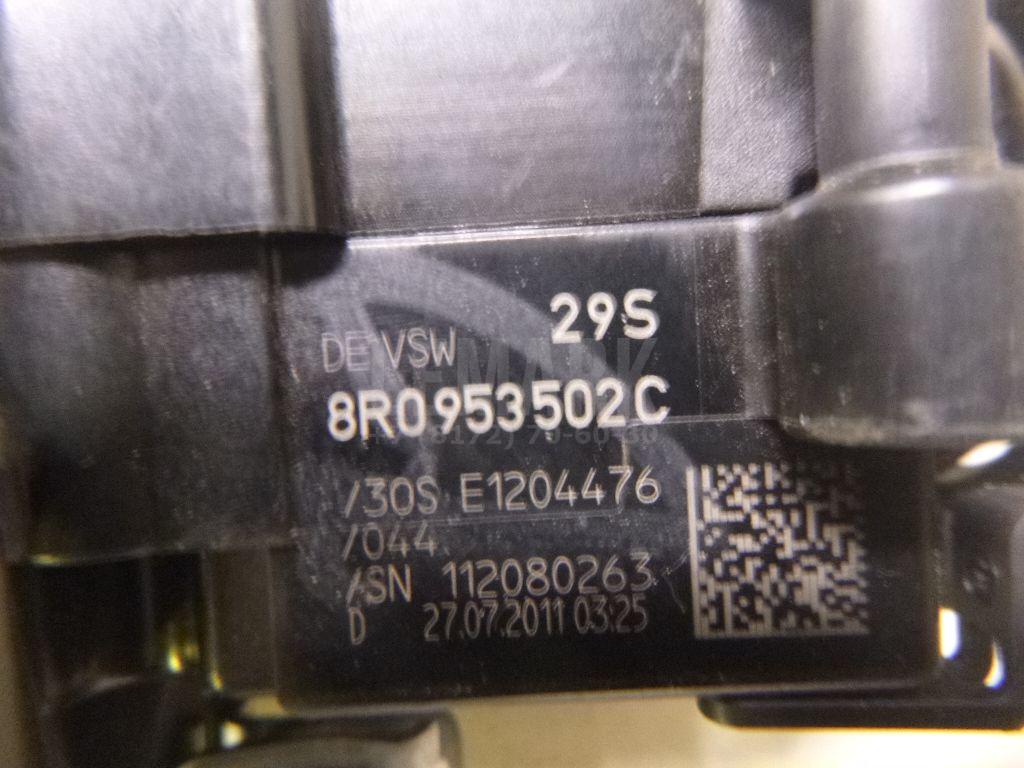 29S
DE VSW
8R0953502C
/30S E1204476
/044
/SN 112080263
D 27.07.2011 03:25